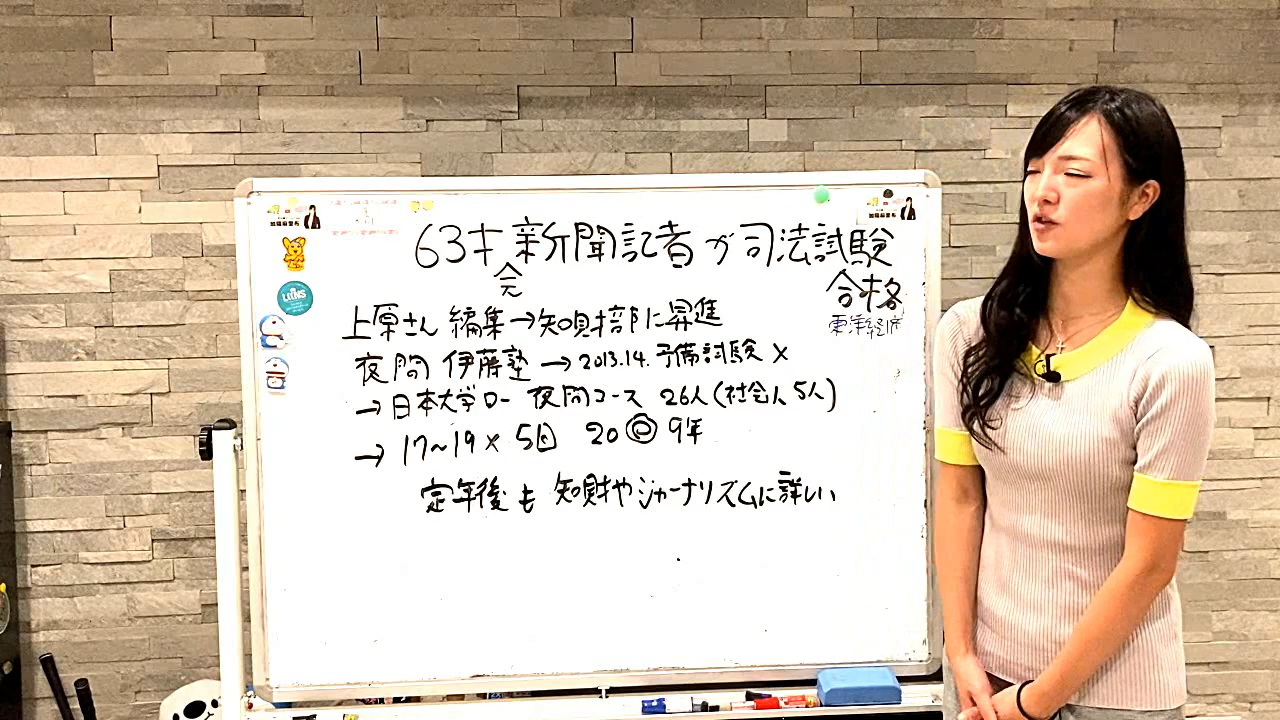 63才新聞記者が司法試験
元
合格
東洋経済
上原さん 編集→知財部に昇進
夜間 伊藤塾→2013.14.予備試験×
→日本大学ロー 夜間コース 26人(社会人5人)
→17~19× 5回 20◎9年
定年後も 知財やジャーナリズムに詳しい
LIINS